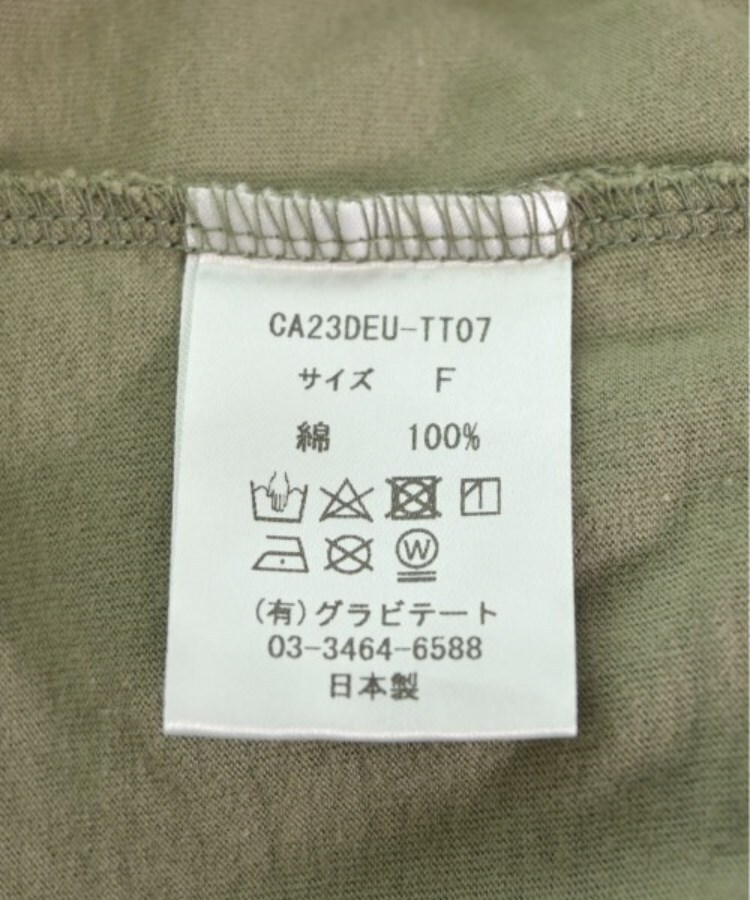 CA23DEU-TT07
サイズ F
綿 100%
W
(有)グラビテート
03-3464-6588
日本製